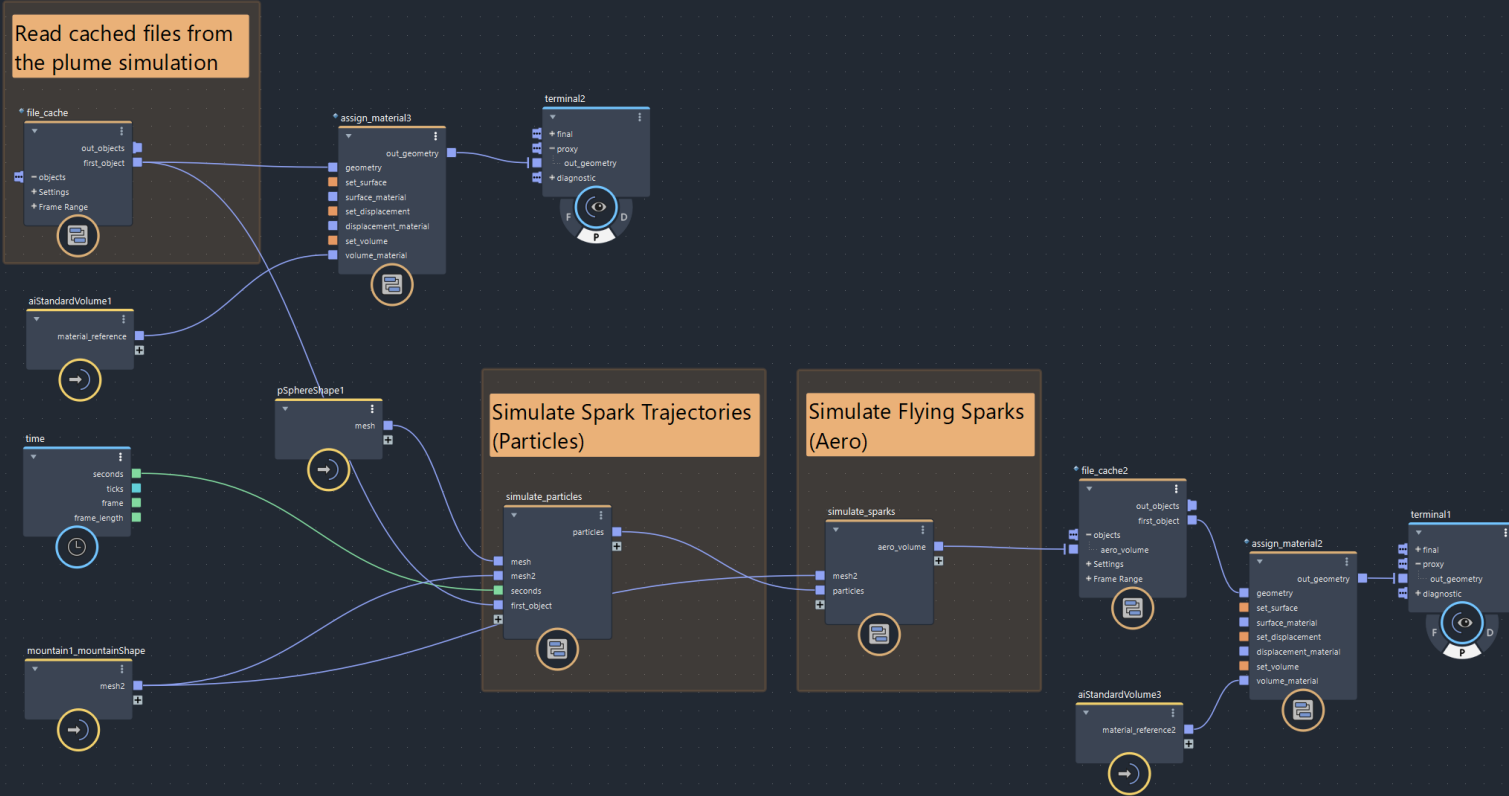 Read cached files from
the plume simulation
file_cache
out_objects
first_object
objects
Settings
Frame Range
assign_material3
out_geometry
geometry
set_surface
surface_material
set_displacement
displacement_material
set_volume
volume_material
terminal2
final
proxy
out_geometry
diagnostic
F
D
P
aiStandardVolume1
material_reference
time
seconds
ticks
frame
frame_length
pSphereShape1
mesh
mountain1_mountainShape
mesh2
Simulate Spark Trajectories
(Particles)
simulate_particles
particles
mesh
mesh2
seconds
first_object
Simulate Flying Sparks
(Aero)
simulate_sparks
aero_volume
mesh2
particles
file_cache2
out_objects
first_object
objects
aero_volume
Settings
Frame Range
assign_material2
out_geometry
geometry
set_surface
surface_material
set_displacement
displacement_material
set_volume
volume_material
aiStandardVolume3
material_reference2
terminal1
final
proxy
out_geometry
diagnostic
F
D
P